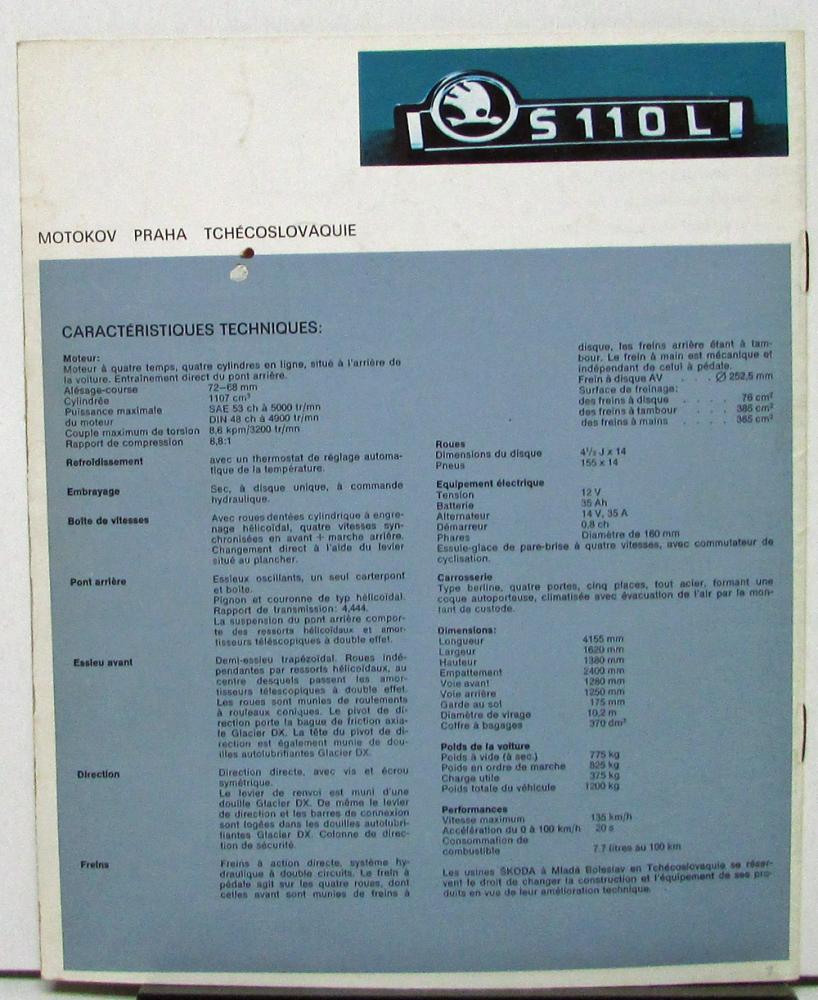 S 110 L
MOTOKOV PRAHA TCHÉCOSLOVAQUIE
CARACTÉRISTIQUES TECHNIQUES:
Moteur:
Moteur à quatre temps, quatre cylindres en ligne, situé à l'arrière de
la voiture. Entraînement direct du pont arrière.
Alésage-course 72–68 mm
Cylindrée 1107 cm³
Puissance maximale SAE 53 ch à 5000 tr/mn
du moteur DIN 48 ch à 4900 tr/mn
Couple maximum de torsion 8.6 kpm/3200 tr/mn
Rapport de compression 8,8:1
Refroidissement avec un thermostat de réglage automa-
tique de la température.
Embrayage Sec, à disque unique, à commande
hydraulique.
Boîte de vitesses Avec roues dentées cylindrique à engre-
nage hélicoïdal, quatre vitesses syn-
chronisées en avant + marche arrière.
Changement direct à l'aide du levier
situé au plancher.
Pont arrière Essieux oscillants, un seul carterpont
et boîte.
Pignon et couronne de typ hélicoïdal.
Rapport de transmission: 4,444.
La suspension du pont arrière compor-
te des ressorts hélicoïdaux et amor-
tisseurs téléscopiques à double effet.
Essieu avant Demi-essieu trapézoïdal. Roues indé-
pendantes par ressorts hélicoïdaux, au
centre desquels passent les amor-
tisseurs télescopiques à double effet.
Les roues sont munies de roulements
à rouleaux coniques. Le pivot de di-
rection porte la bague de friction axia-
le Glacier DX. La tête du pivot de di-
rection est également munie de dou-
illes autolubrifiantes Glacier DX.
Direction Direction directe, avec vis et écrou
symétrique.
Le levier de renvoi est muni d'une
douille Glacier DX. De même le levier
de direction et les barres de connexion
sont logées dans les douilles autolubri-
fiantes Glacier DX. Colonne de direc-
tion de sécurité.
Freins Freins à action directe, système hy-
draulique à double circuits. Le frein à
pédale agit sur les quatre roues, dont
celles avant sont munies de freins à
disque, les freins arrière étant à tam-
bour. Le frein à main est mécanique et
indépendant de celui à pédale.
Frein à disque AV . . . Ø 252,5 mm
Surface de freinage:
des freins à disque . . . . 76 cm²
des freins à tambour . . . . 385 cm²
des freins à mains . . . . 365 cm²
Roues
Dimensions du disque 4½ J x 14
Pneus 155 x 14
Equipement électrique
Tension 12 V
Batterie 35 Ah
Alternateur 14 V, 35 A
Démarreur 0,8 ch
Phares Diamètre de 160 mm
Essuie-glace de pare-brise à quatre vitesses, avec commutateur de
cyclisation.
Carrosserie
Type berline, quatre portes, cinq places, tout acier, formant une
coque autoporteuse, climatisée avec évacuation de l'air par le mon-
tant de custode.
Dimensions:
Longueur 4155 mm
Largeur 1620 mm
Hauteur 1380 mm
Empattement 2400 mm
Voie avant 1280 mm
Voie arrière 1250 mm
Garde au sol 175 mm
Diamètre de virage 10,2 m
Coffre à bagages 370 dm³
Poids de la voiture
Poids à vide (à sec.) 775 kg
Poids en ordre de marche 825 kg
Charge utile 375 kg
Poids totale du véhicule 1200 kg
Performances
Vitesse maximum 135 km/h
Accélération du 0 à 100 km/h 20 s
Consommation de
combustible 7.7 litres au 100 km
Les usines ŠKODA à Mladá Boleslav en Tchécoslovaquie se réser-
vent le droit de changer la construction et l'équipement de ses pro-
duits en vue de leur amélioration technique.